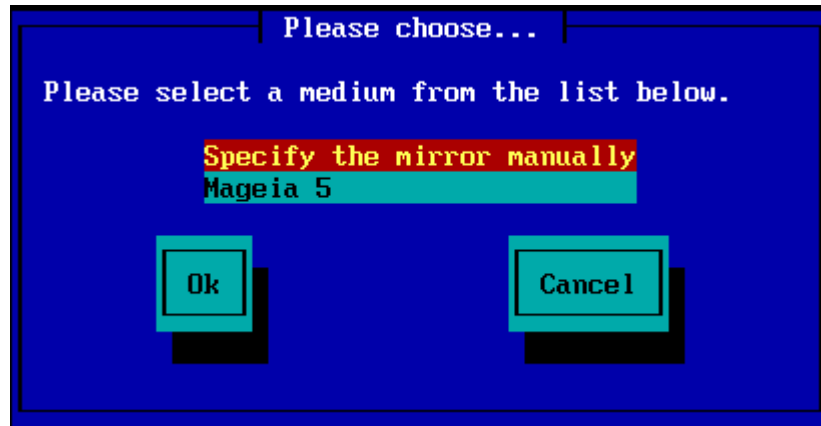 Please choose...
Please select a medium from the list below.
Specify the mirror manually
Mageia 5
Ok Cancel